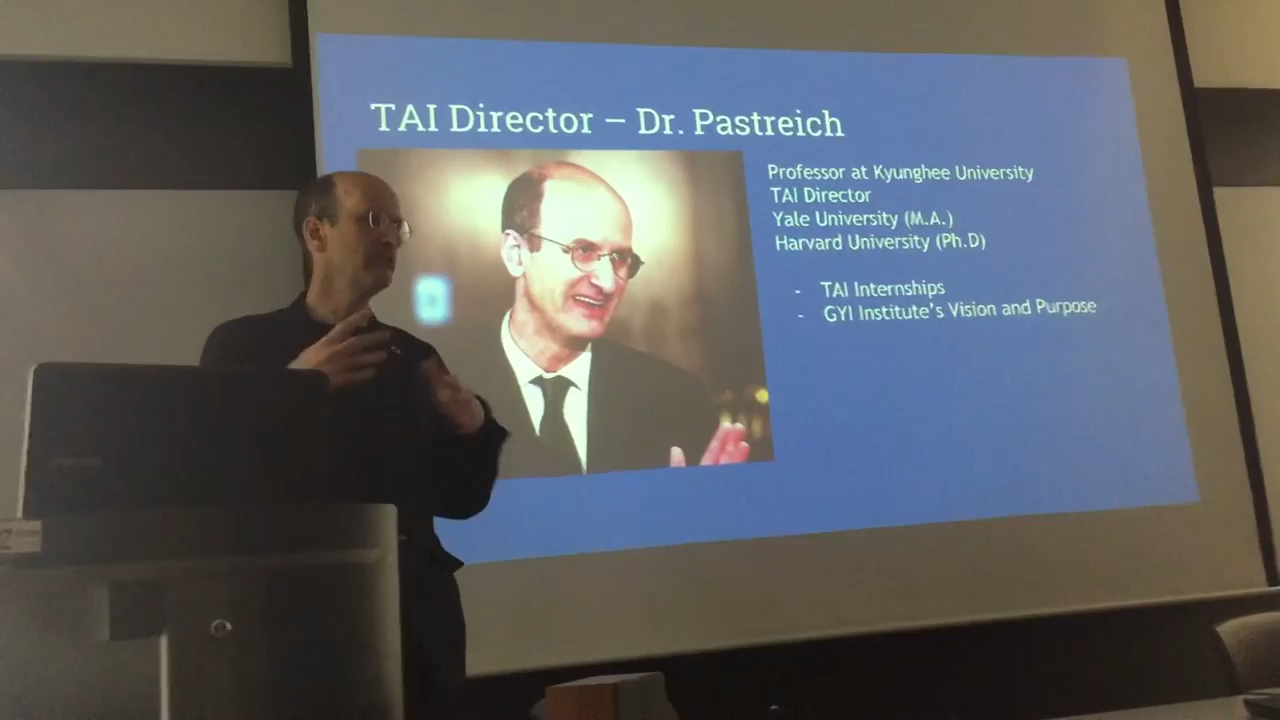 TAI Director – Dr. Pastreich
Professor at Kyunghee University
TAI Director
Yale University (M.A.)
Harvard University (Ph.D)
- TAI Internships
- GYI Institute's Vision and Purpose